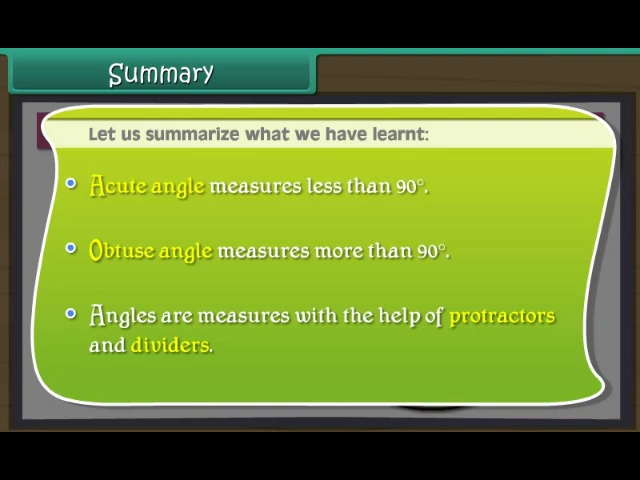 Summary
Let us summarize what we have learnt:
Acute angle measures less than 90°.
Obtuse angle measures more than 90°.
Angles are measures with the help of protractors
and dividers.